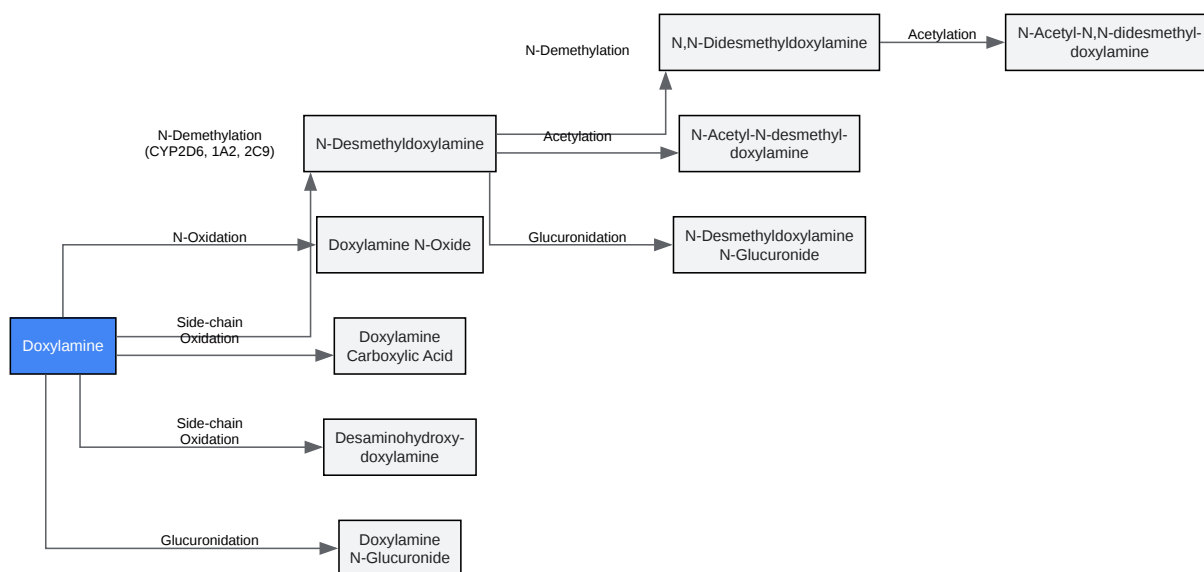 N-Demethylation
N,N-Didesmethyldoxylamine
Acetylation
N-Acetyl-N,N-didesmethyl-
doxylamine
N-Demethylation
(CYP2D6, 1A2, 2C9)
N-Desmethyldoxylamine
Acetylation
N-Acetyl-N-desmethyl-
doxylamine
N-Oxidation
Doxylamine N-Oxide
Glucuronidation
N-Desmethyldoxylamine
N-Glucuronide
Doxylamine
Side-chain
Oxidation
Doxylamine
Carboxylic Acid
Side-chain
Oxidation
Desaminohydroxy-
doxylamine
Glucuronidation
Doxylamine
N-Glucuronide